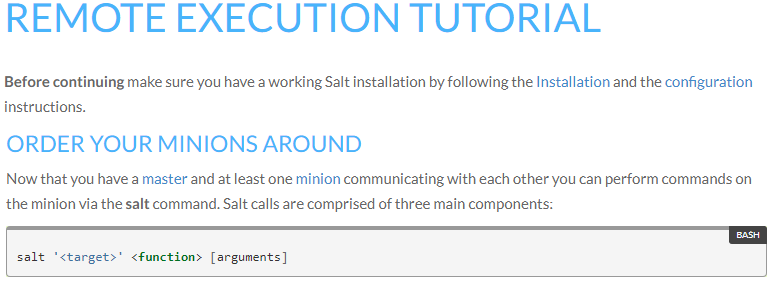 REMOTE EXECUTION TUTORIAL
Before continuing make sure you have a working Salt installation by following the Installation and the configuration
instructions.
ORDER YOUR MINIONS AROUND
Now that you have a master and at least one minion communicating with each other you can perform commands on
the minion via the salt command. Salt calls are comprised of three main components:
BASH
salt '<target>' <function> [arguments]